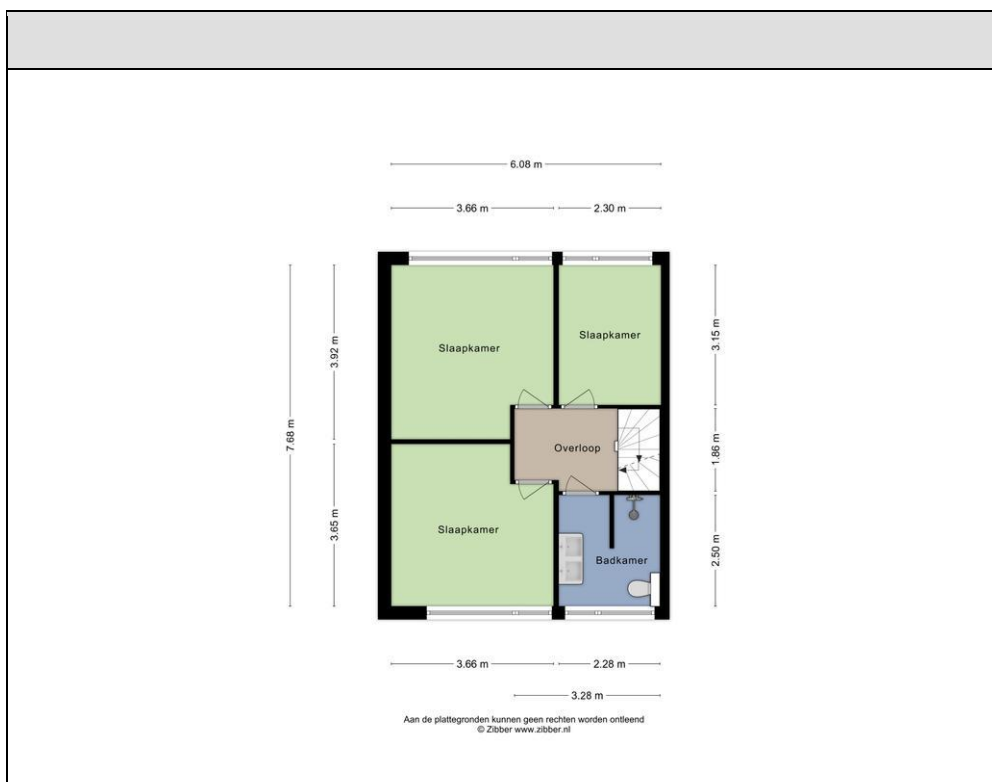 6.08 m
3.66 m
2.30 m
7.68 m
3.92 m
3.65 m
Slaapkamer
Slaapkamer
Overloop
Slaapkamer
Badkamer
3.15 m
1.86 m
2.50 m
3.66 m
2.28 m
3.28 m
Aan de plattegronden kunnen geen rechten worden ontleend
© Zibber www.zibber.nl